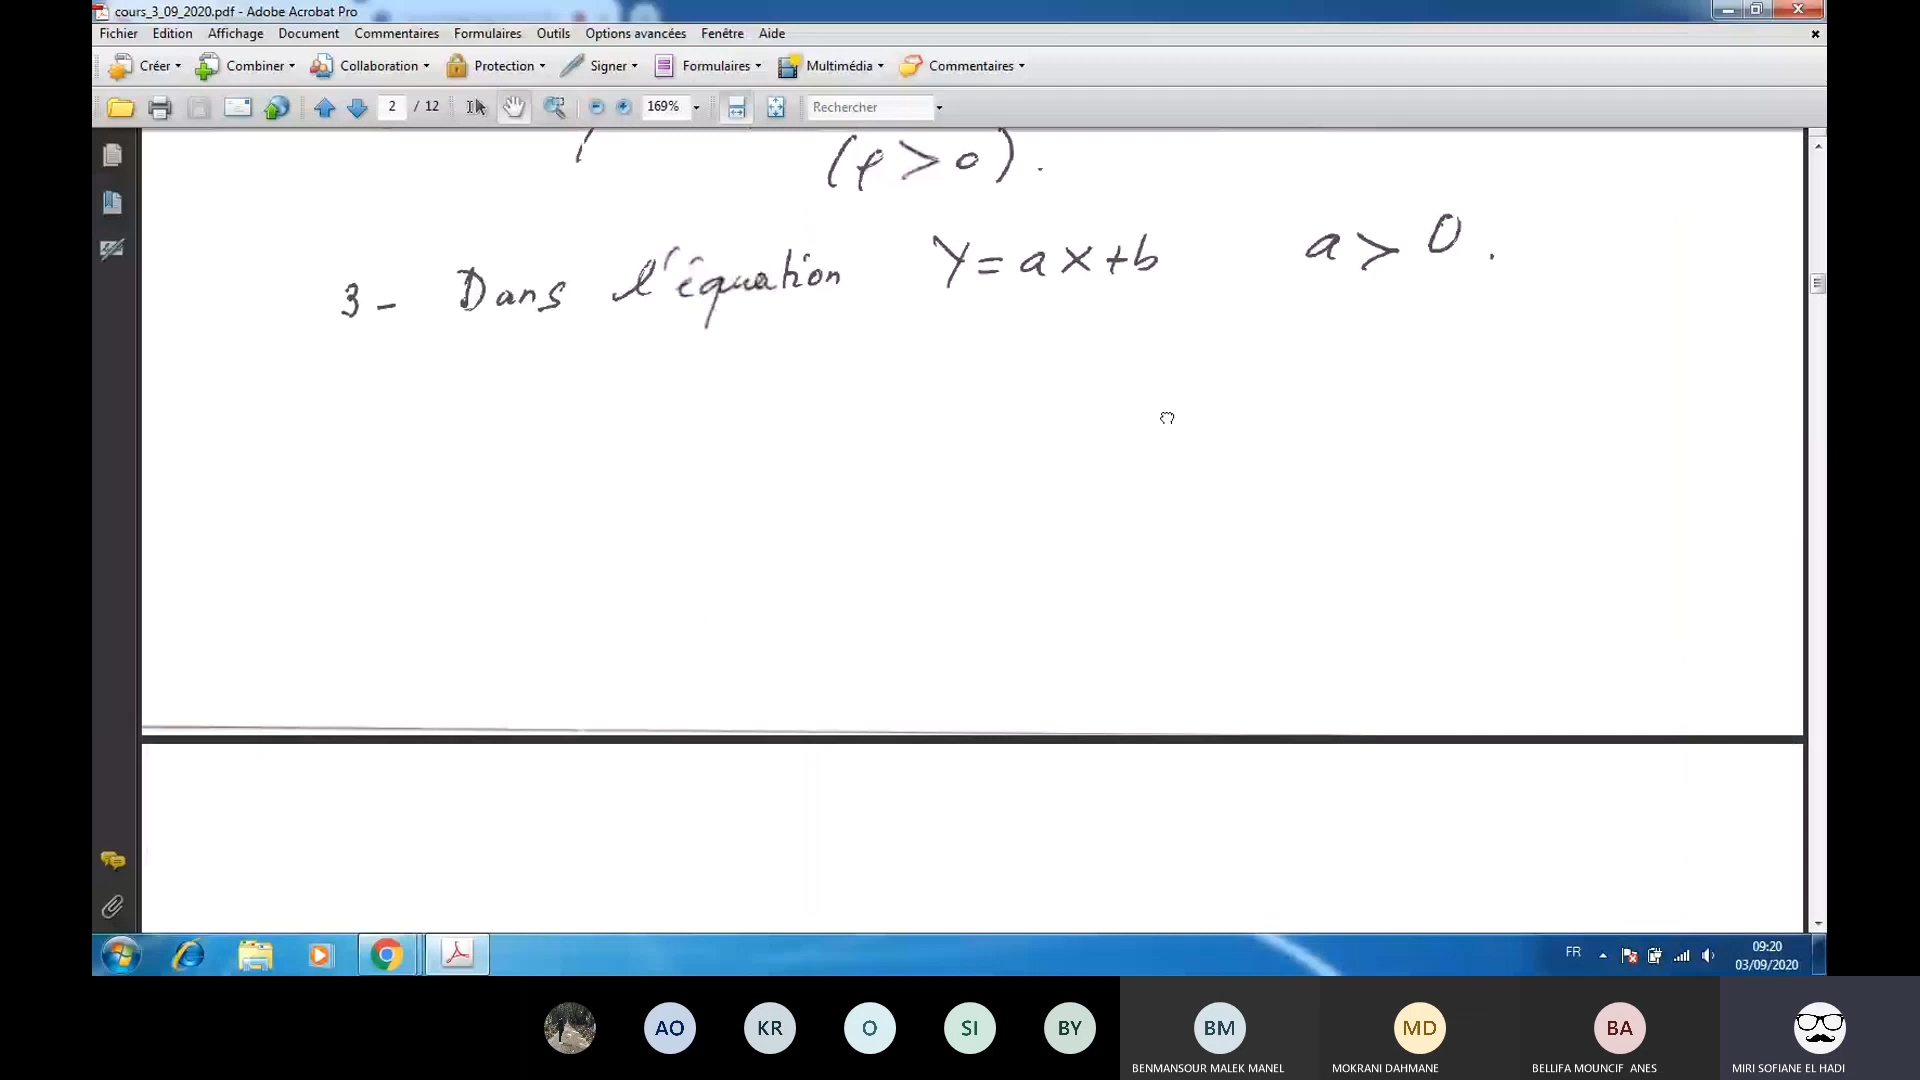 cours_3_09_2020.pdf - Adobe Acrobat Pro
Fichier Edition Affichage Document Commentaires Formulaires Outils Options avancées Fenêtre Aide
Créer Combiner Collaboration Protection Signer Formulaires Multimédia Commentaires
2 / 12 169% Rechercher
(ρ > 0).
3 - Dans l'équation Y = a X + b a > 0.
FR 09:20
03/09/2020
AO KR O SI BY BM MD BA
BENMANSOUR MALEK MANEL MOKRANI DAHMANE BELLIFA MOUNCIF ANES MIRI SOFIANE EL HADI